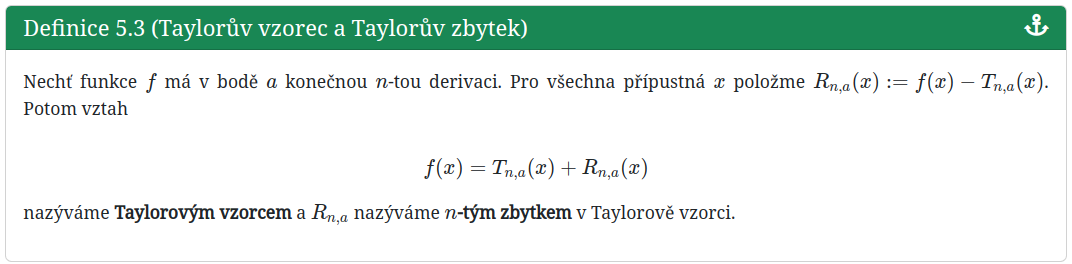 Definice 5.3 (Taylorův vzorec a Taylorův zbytek)
Nechť funkce f má v bodě a konečnou n-tou derivaci. Pro všechna přípustná x položme R_{n,a}(x) := f(x) − T_{n,a}(x).
Potom vztah
f(x) = T_{n,a}(x) + R_{n,a}(x)
nazýváme Taylorovým vzorcem a R_{n,a} nazýváme n-tým zbytkem v Taylorově vzorci.